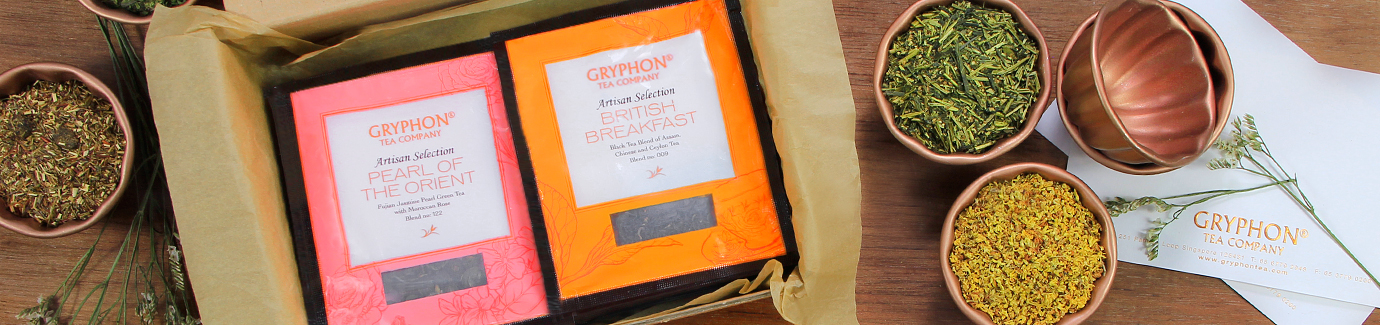 GRYPHON®
TEA COMPANY
Artisan Selection
PEARL OF
THE ORIENT
Fujian Jasmine Pearl Green Tea
with Moroccan Rose
Blend no: 122
GRYPHON®
TEA COMPANY
Artisan Selection
BRITISH
BREAKFAST
Black Tea Blend of Assam,
Chinese and Ceylon Tea
Blend no: 009
GRYPHON®
TEA COMPANY
Singapore
www.gryphontea.com